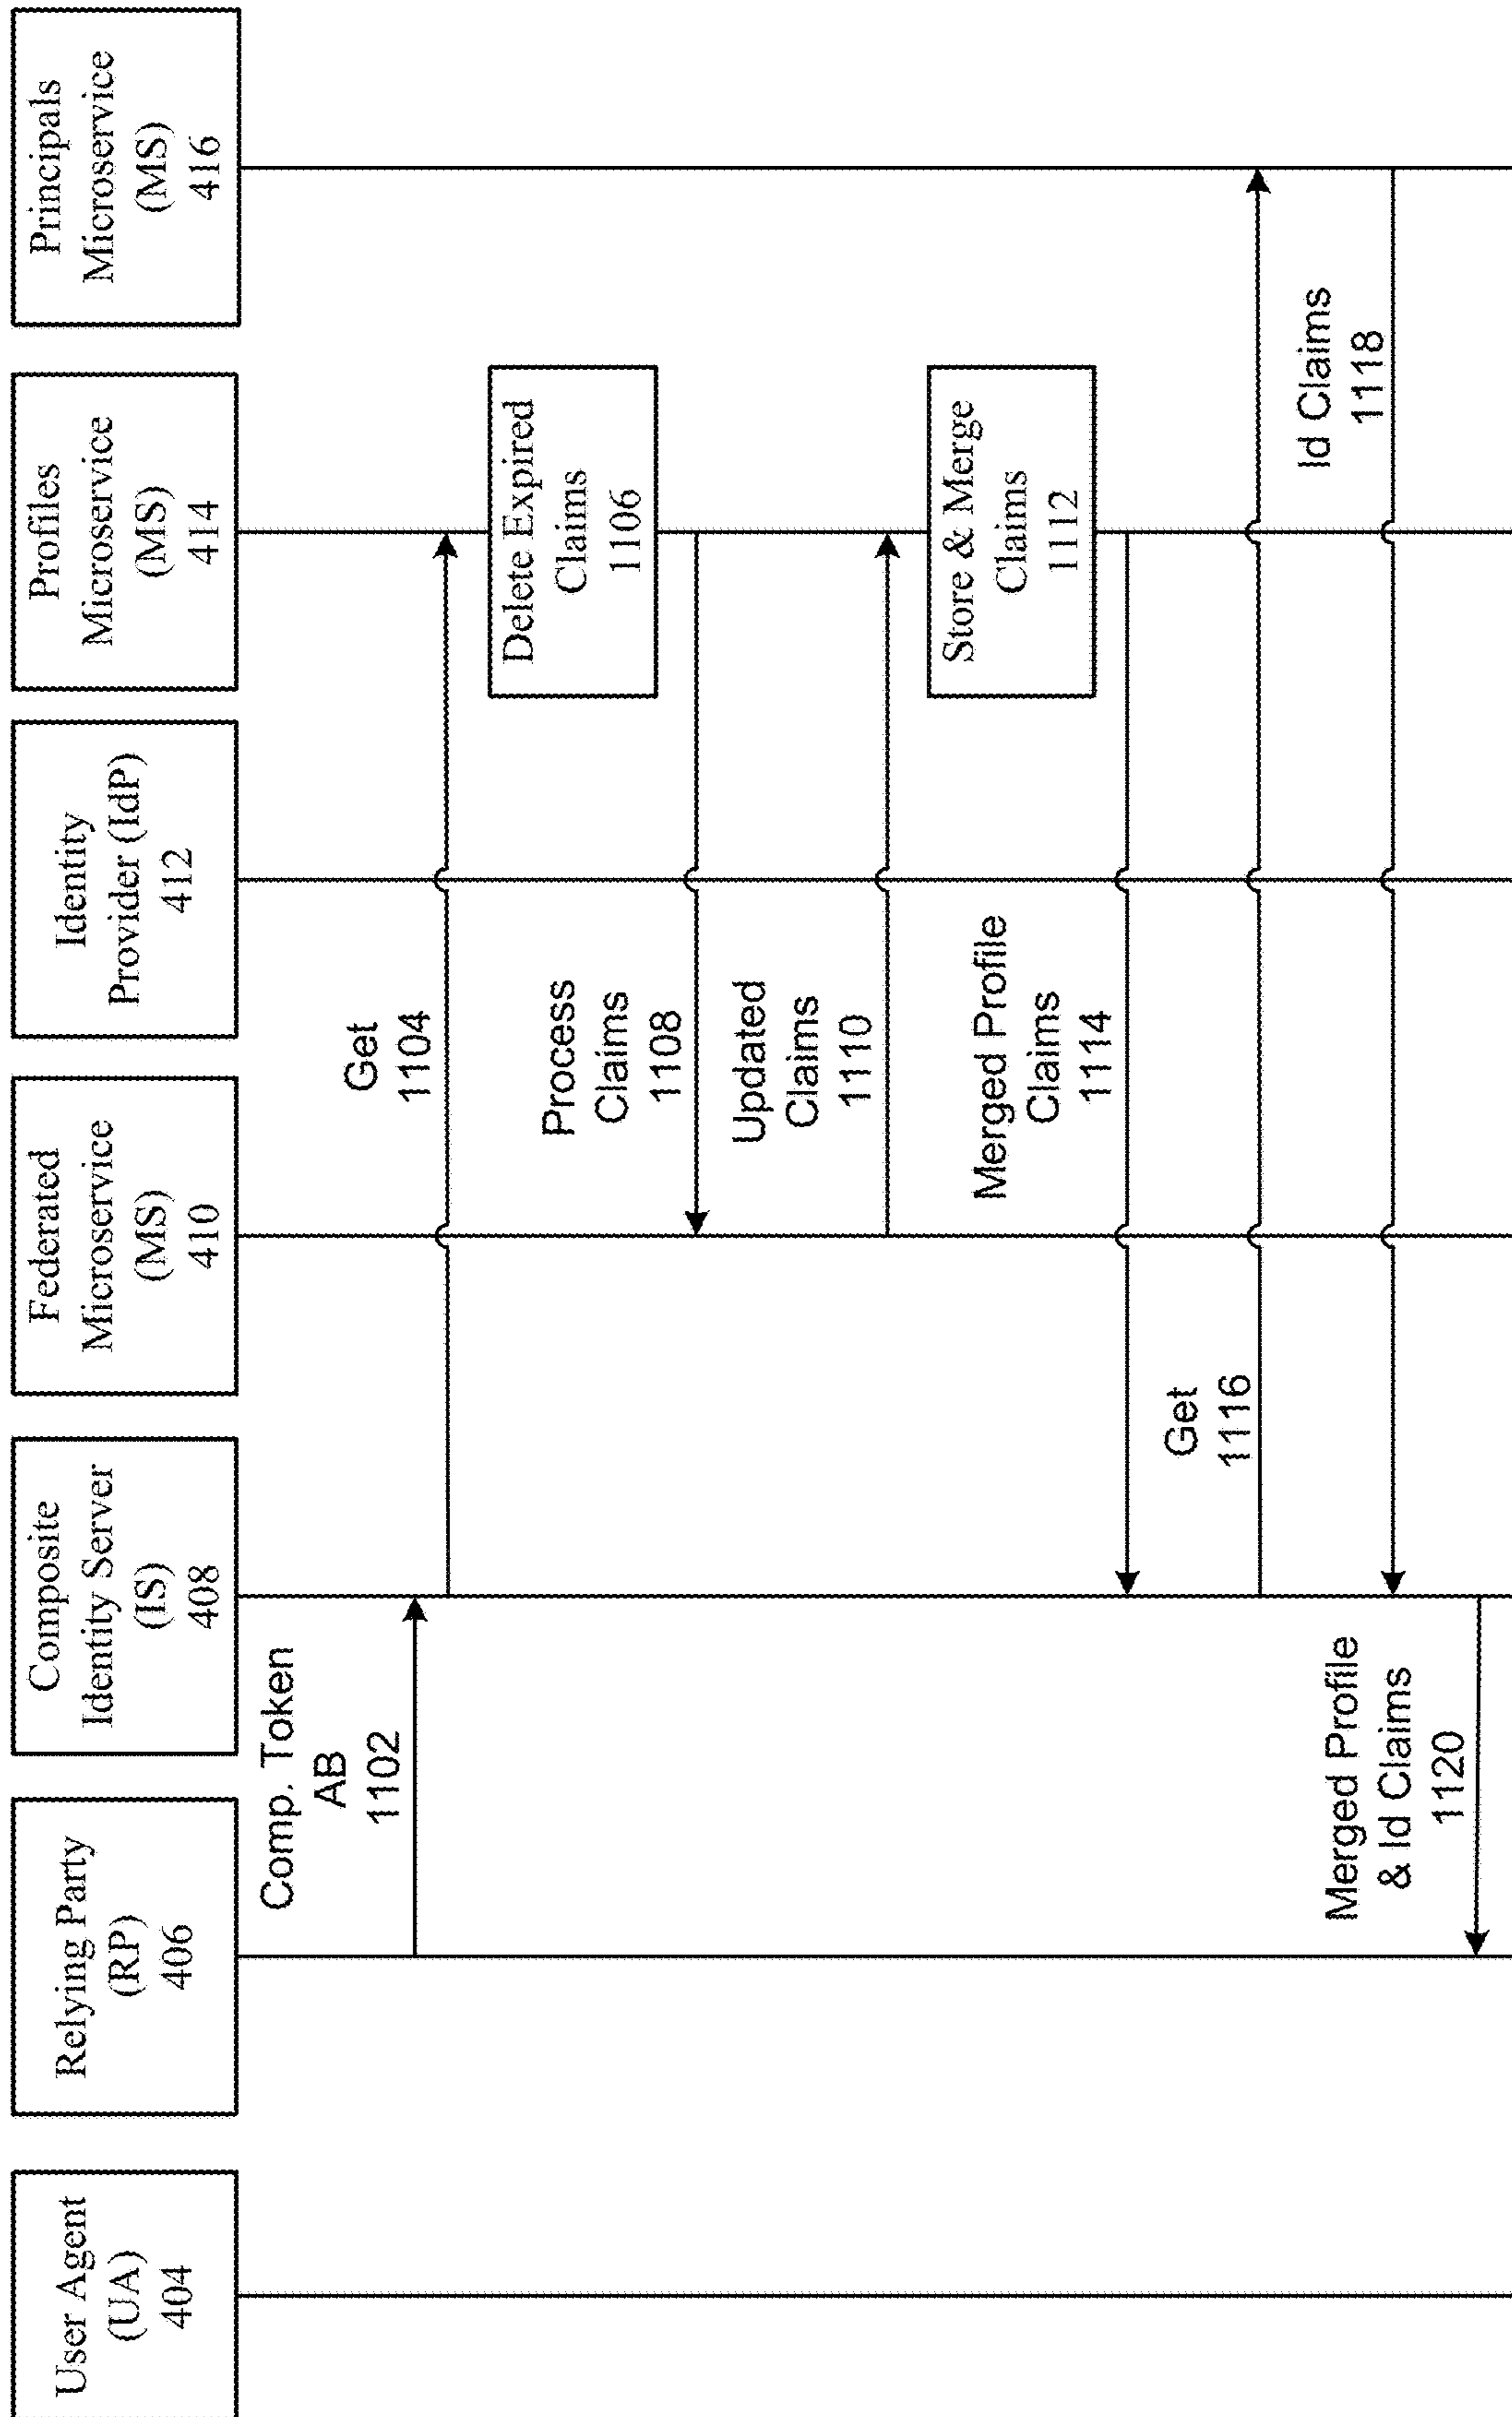 User Agent
(UA)
404
Relying Party
(RP)
406
Composite
Identity Server
(IS)
408
Federated
Microservice
(MS)
410
Identity
Provider (IdP)
412
Profiles
Microservice
(MS)
414
Principals
Microservice
(MS)
416
Comp. Token
AB
1102
Get
1104
Delete Expired
Claims
1106
Process
Claims
1108
Updated
Claims
1110
Store & Merge
Claims
1112
Merged Profile
Claims
1114
Get
1116
Id Claims
1118
Merged Profile
& Id Claims
1120